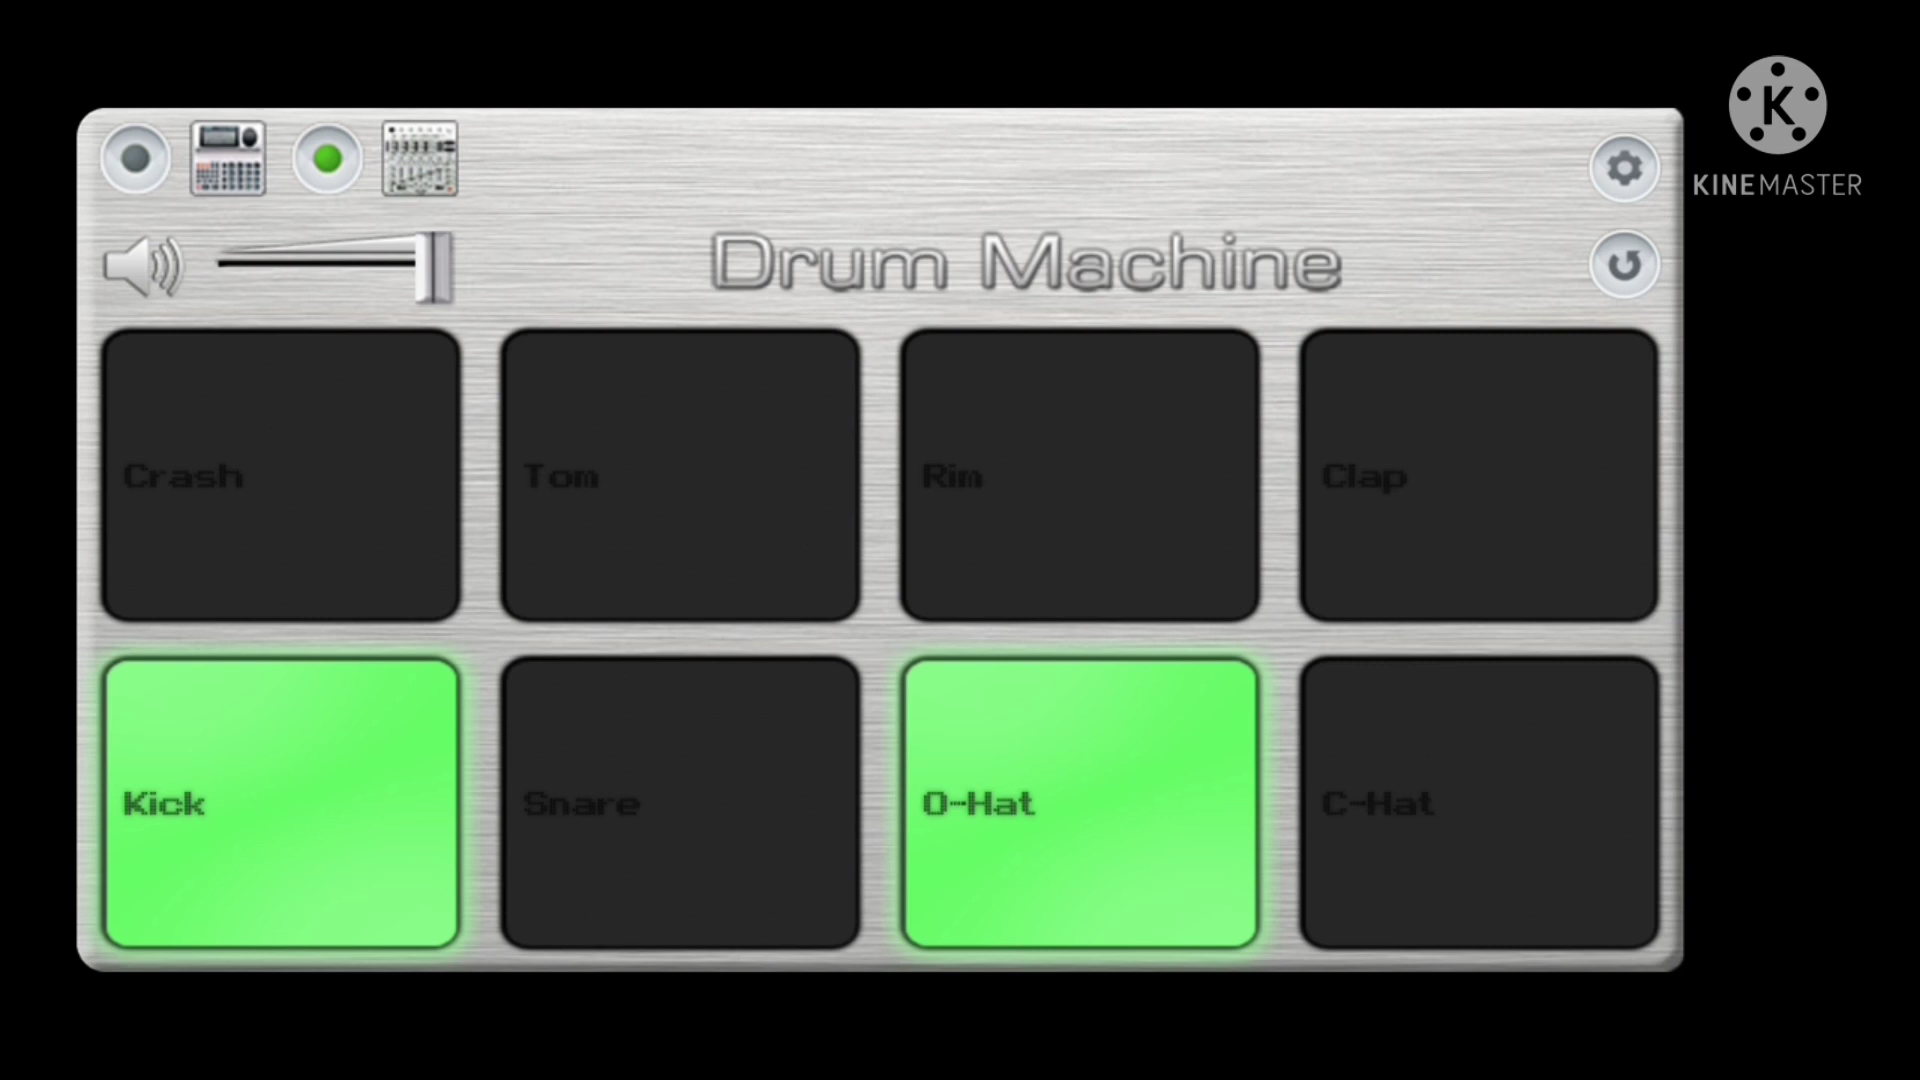 K
KINEMASTER
Drum Machine
Crash
Tom
Rim
Clap
Kick
Snare
O-Hat
C-Hat